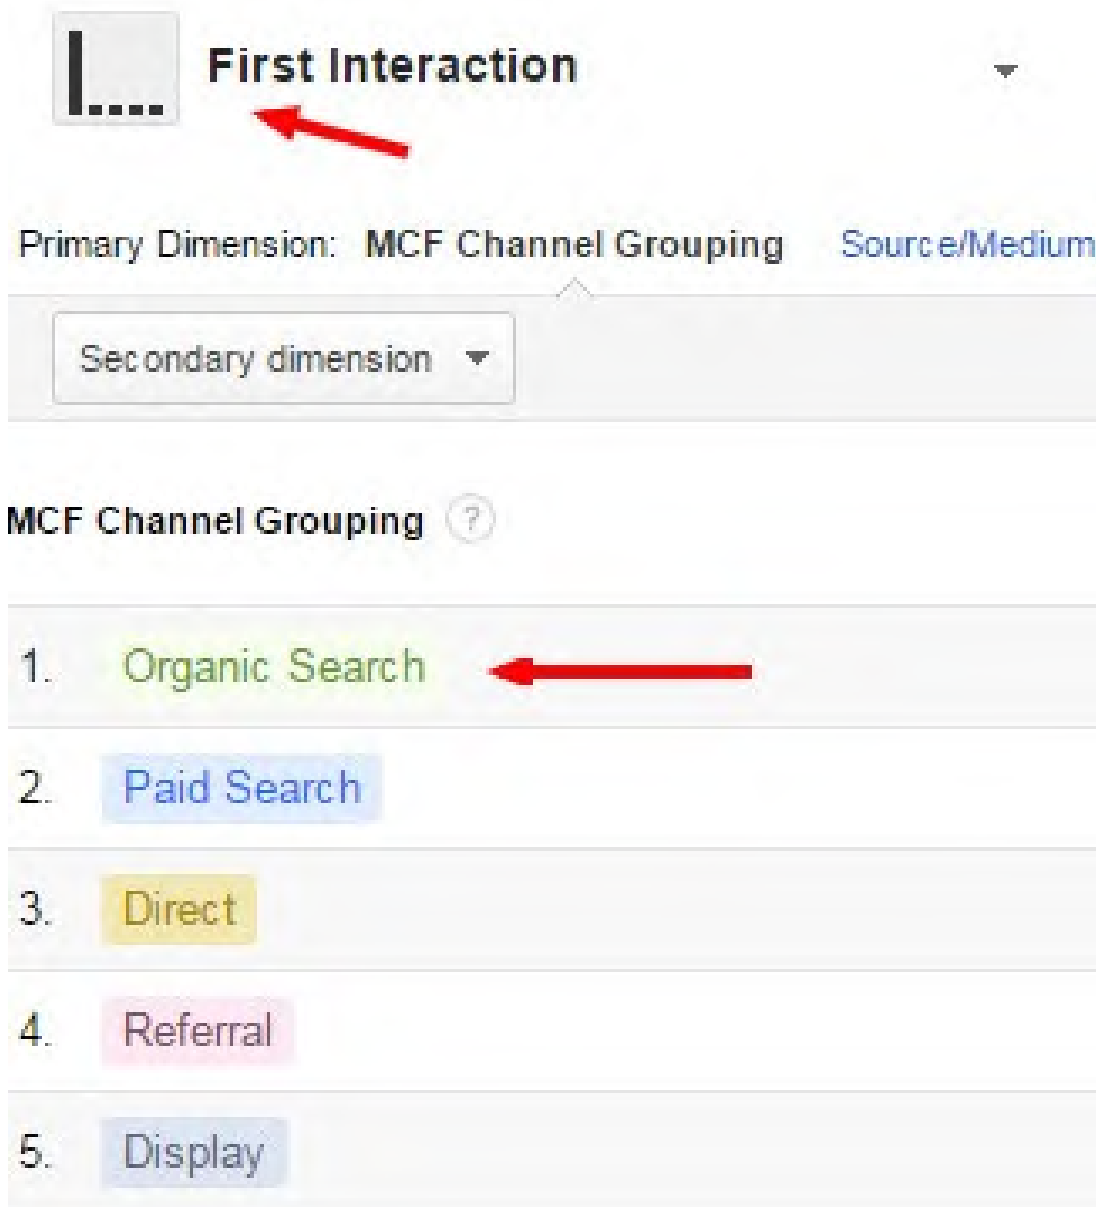 First Interaction
Primary Dimension: MCF Channel Grouping Source/Medium
Secondary dimension
MCF Channel Grouping ?
1. Organic Search
2. Paid Search
3. Direct
4. Referral
5. Display